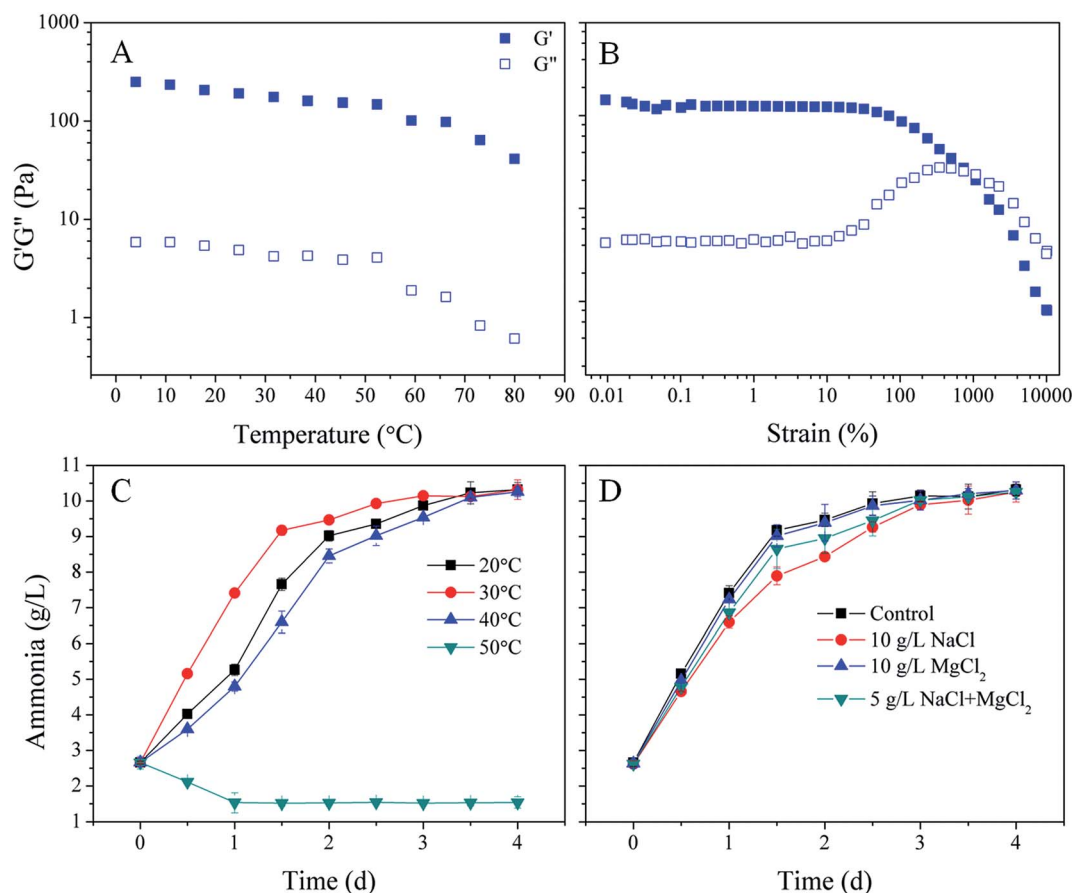 1000
A
G'
G"
B
100
10
1
G'G" (Pa)
0 10 20 30 40 50 60 70 80 90
0.01 0.1 1 10 100 1000 10000
Temperature (°C)
Strain (%)
11
C
D
10
9
8
7
6
5
4
3
2
1
Ammonia (g/L)
20°C
30°C
40°C
50°C
Control
10 g/L NaCl
10 g/L MgCl₂
5 g/L NaCl+MgCl₂
0 1 2 3 4
0 1 2 3 4
Time (d)
Time (d)